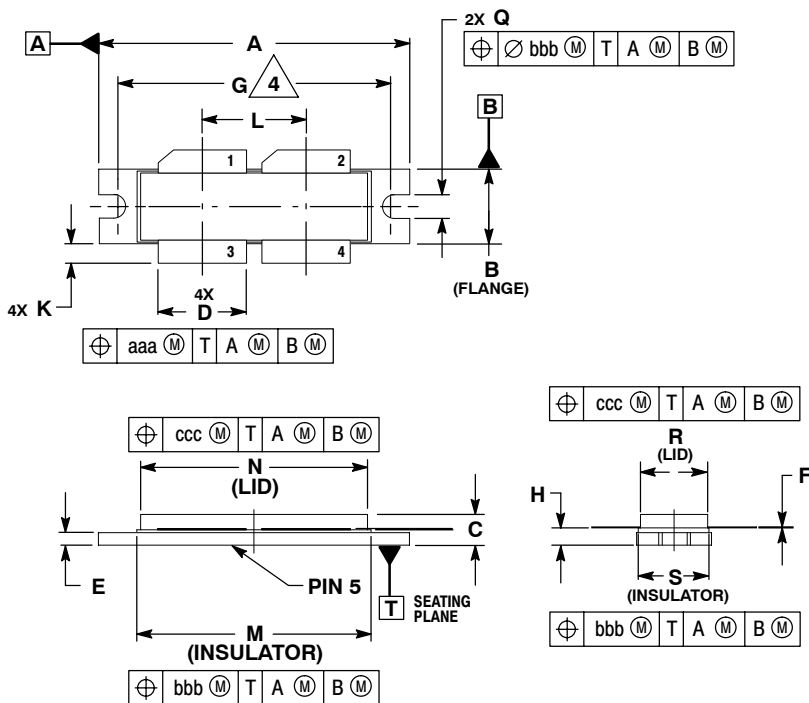 2X Q
⌖ ∅ bbb Ⓜ T A Ⓜ B Ⓜ
A
A
G 4
L
B
1 2
3 4
B
(FLANGE)
4X K
4X
D
⌖ aaa Ⓜ T A Ⓜ B Ⓜ
⌖ ccc Ⓜ T A Ⓜ B Ⓜ
N
(LID)
C
E
PIN 5
T SEATING
PLANE
M
(INSULATOR)
⌖ bbb Ⓜ T A Ⓜ B Ⓜ
⌖ ccc Ⓜ T A Ⓜ B Ⓜ
R
(LID)
H
F
S
(INSULATOR)
⌖ bbb Ⓜ T A Ⓜ B Ⓜ